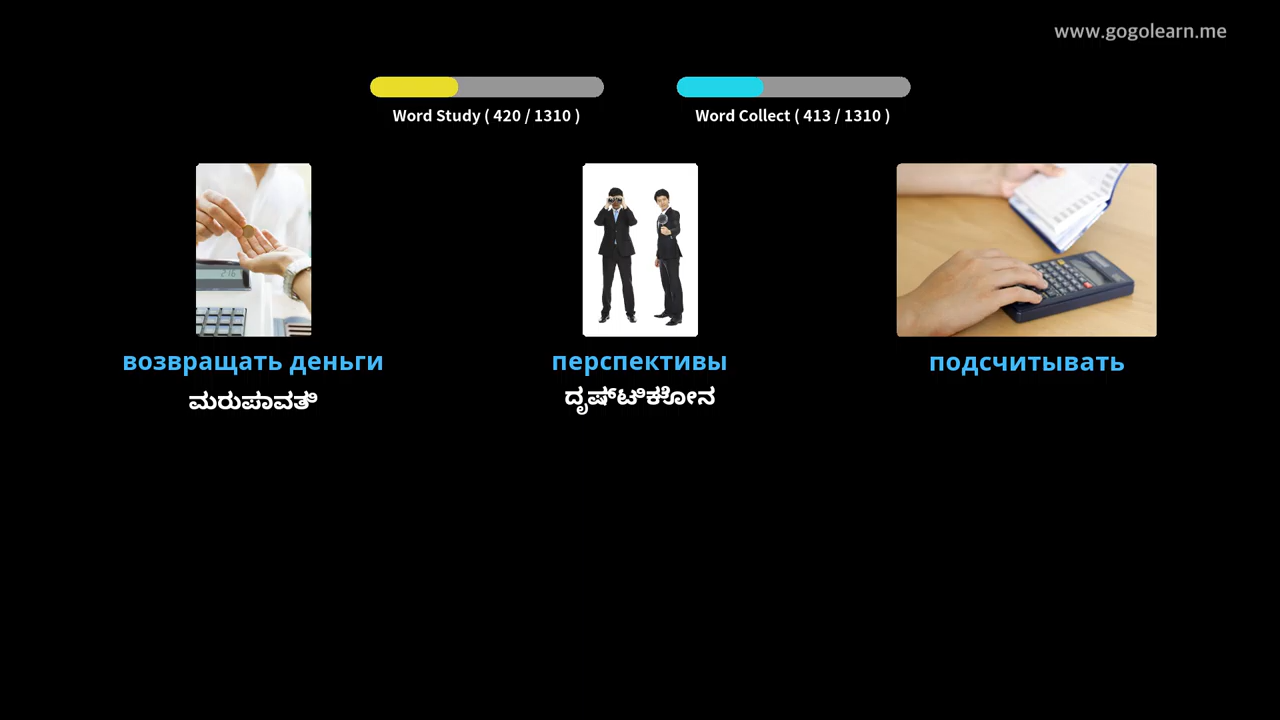 www.gogolearn.me
Word Study ( 420 / 1310 )
Word Collect ( 413 / 1310 )
возвращать деньги
перспективы
подсчитывать
ಮರುಪಾವತಿ
ದೃಷ್ಟಿಕೋನ